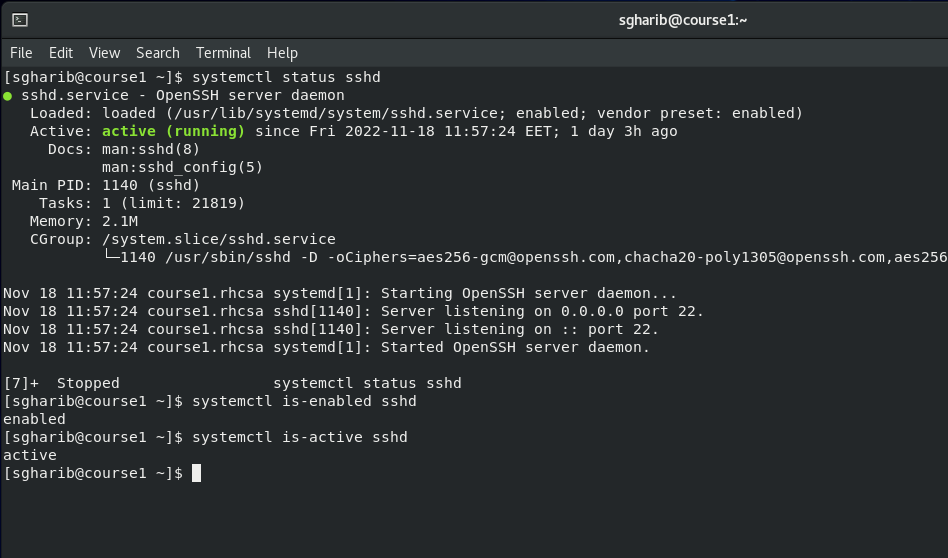 sgharib@course1:~
File Edit View Search Terminal Help
[sgharib@course1 ~]$ systemctl status sshd
● sshd.service - OpenSSH server daemon
   Loaded: loaded (/usr/lib/systemd/system/sshd.service; enabled; vendor preset: enabled)
   Active: active (running) since Fri 2022-11-18 11:57:24 EET; 1 day 3h ago
     Docs: man:sshd(8)
           man:sshd_config(5)
 Main PID: 1140 (sshd)
    Tasks: 1 (limit: 21819)
   Memory: 2.1M
   CGroup: /system.slice/sshd.service
           └─1140 /usr/sbin/sshd -D -oCiphers=aes256-gcm@openssh.com,chacha20-poly1305@openssh.com,aes256
Nov 18 11:57:24 course1.rhcsa systemd[1]: Starting OpenSSH server daemon...
Nov 18 11:57:24 course1.rhcsa sshd[1140]: Server listening on 0.0.0.0 port 22.
Nov 18 11:57:24 course1.rhcsa sshd[1140]: Server listening on :: port 22.
Nov 18 11:57:24 course1.rhcsa systemd[1]: Started OpenSSH server daemon.
[7]+  Stopped                 systemctl status sshd
[sgharib@course1 ~]$ systemctl is-enabled sshd
enabled
[sgharib@course1 ~]$ systemctl is-active sshd
active
[sgharib@course1 ~]$